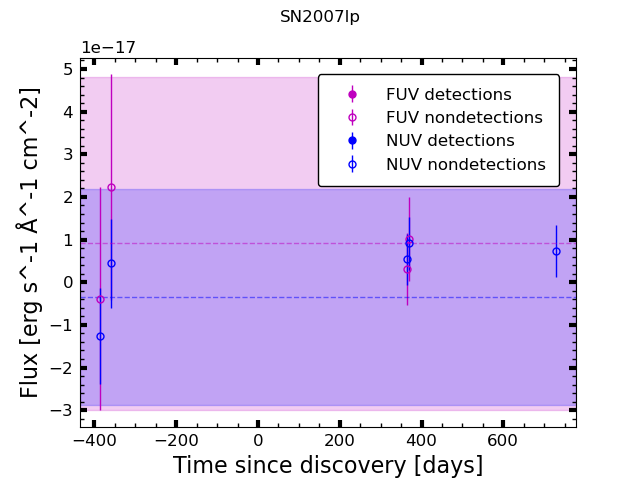 SN2007lp
1e−17
5
4
3
2
1
0
−1
−2
−3
Flux [erg s^-1 Å^-1 cm^-2]
FUV detections
FUV nondetections
NUV detections
NUV nondetections
−400 −200 0 200 400 600
Time since discovery [days]